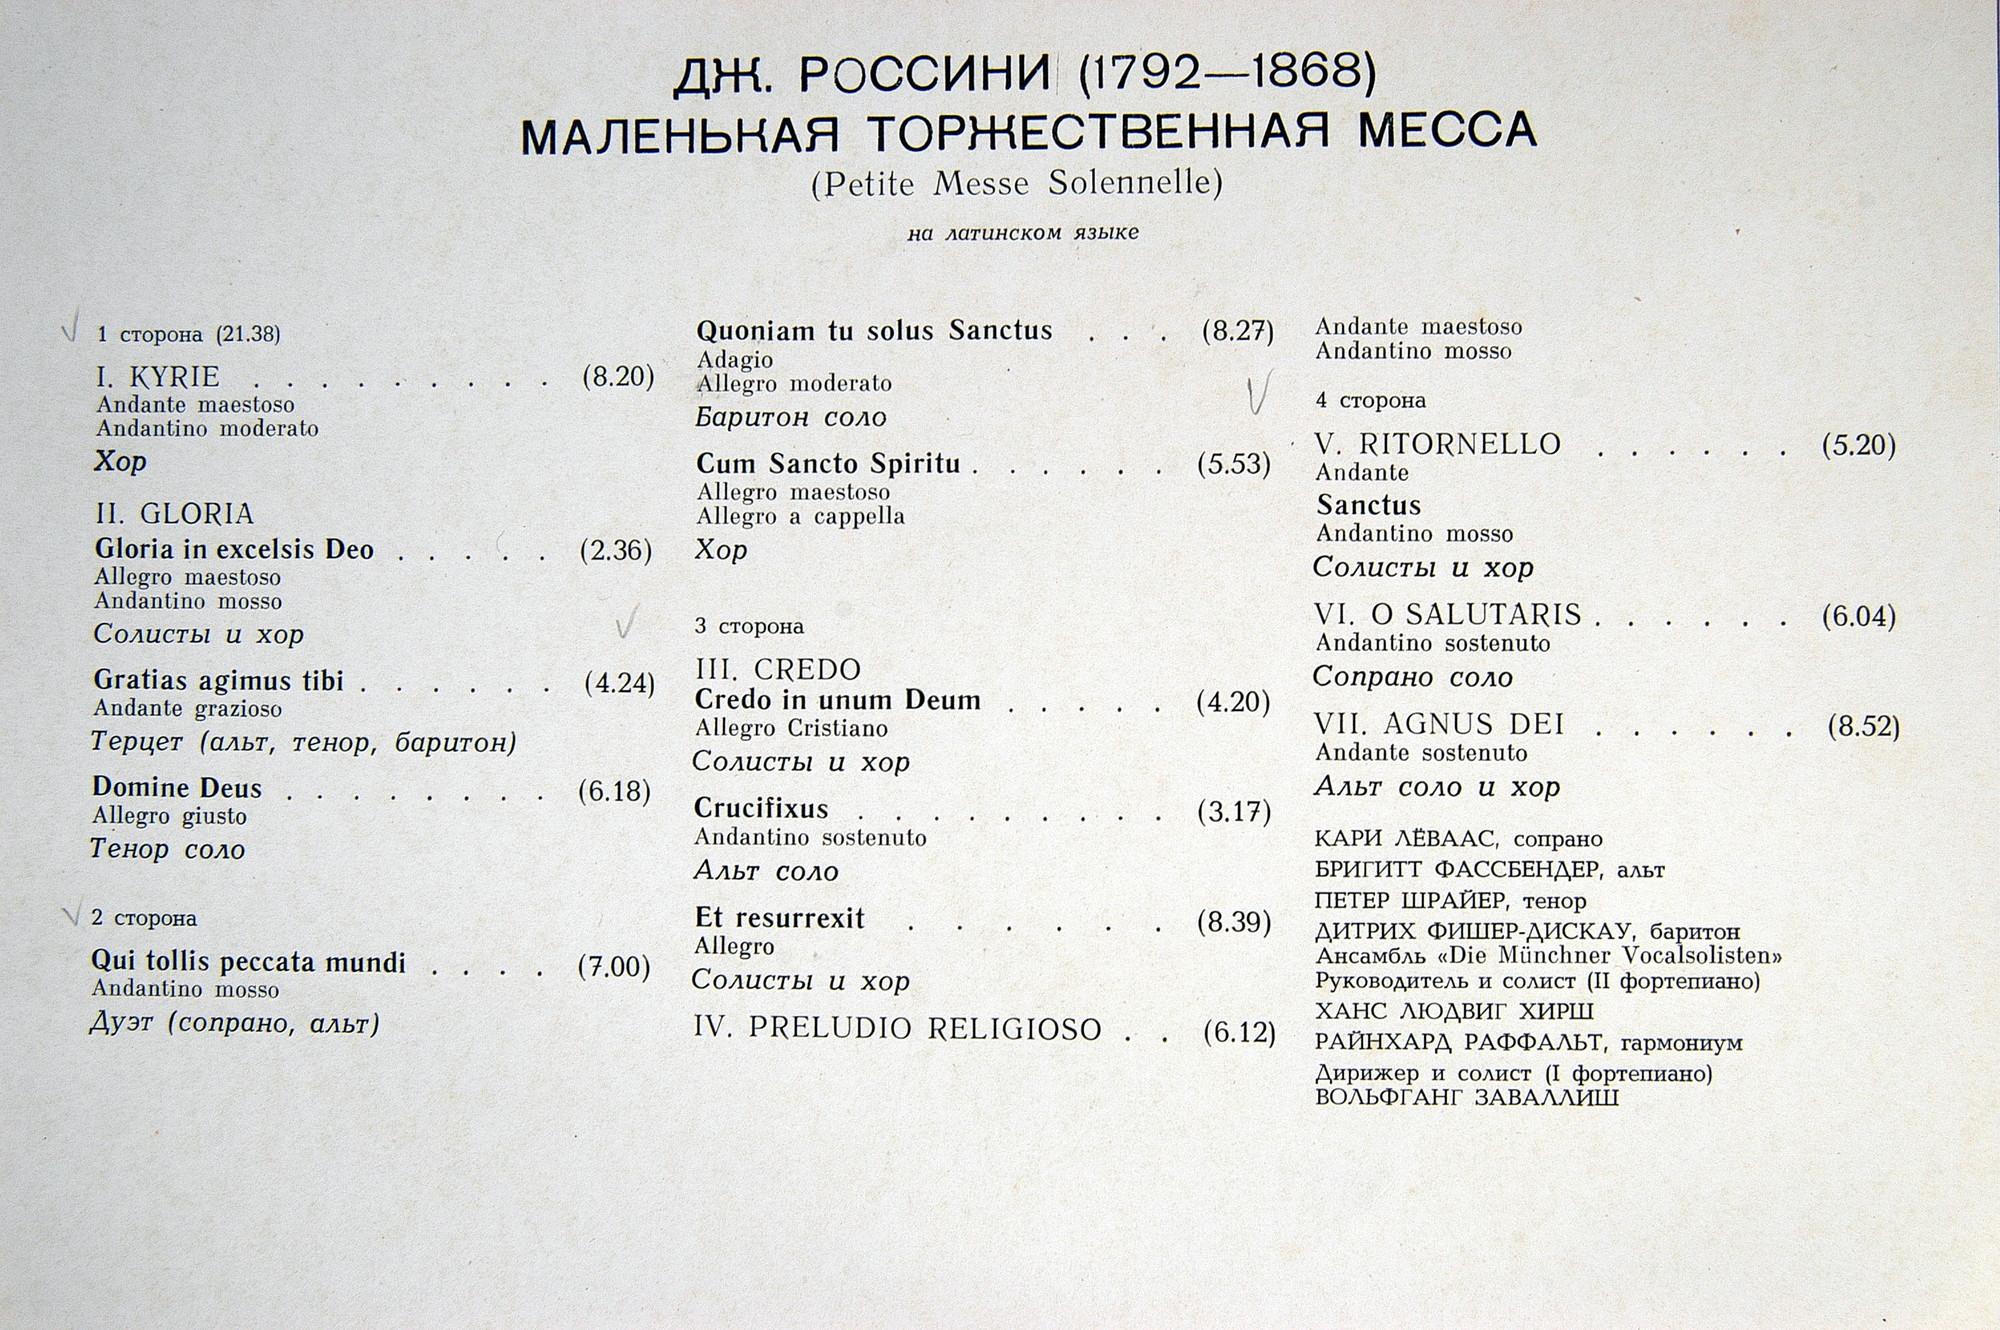 ДЖ. РОССИНИ (1792—1868)
МАЛЕНЬКАЯ ТОРЖЕСТВЕННАЯ МЕССА
(Petite Messe Solennelle)
на латинском языке
1 сторона (21.38)
I. KYRIE . . . . . . . . . (8.20)
Andante maestoso
Andantino moderato
Хор
II. GLORIA
Gloria in excelsis Deo . . . . . (2.36)
Allegro maestoso
Andantino mosso
Солисты и хор
Gratias agimus tibi . . . . . . (4.24)
Andante grazioso
Терцет (альт, тенор, баритон)
Domine Deus . . . . . . . . (6.18)
Allegro giusto
Тенор соло
2 сторона
Qui tollis peccata mundi . . . . (7.00)
Andantino mosso
Дуэт (сопрано, альт)
Quoniam tu solus Sanctus . . . (8.27)
Adagio
Allegro moderato
Баритон соло
Cum Sancto Spiritu . . . . . . (5.53)
Allegro maestoso
Allegro a cappella
Хор
3 сторона
III. CREDO
Credo in unum Deum . . . . . (4.20)
Allegro Cristiano
Солисты и хор
Crucifixus . . . . . . . . . (3.17)
Andantino sostenuto
Альт соло
Et resurrexit . . . . . . (8.39)
Allegro
Солисты и хор
IV. PRELUDIO RELIGIOSO . . (6.12)
Andante maestoso
Andantino mosso
4 сторона
V. RITORNELLO . . . . . . (5.20)
Andante
Sanctus
Andantino mosso
Солисты и хор
VI. O SALUTARIS . . . . . . (6.04)
Andantino sostenuto
Сопрано соло
VII. AGNUS DEI . . . . . . (8.52)
Andante sostenuto
Альт соло и хор
КАРИ ЛЁВААС, сопрано
БРИГИТТ ФАССБЕНДЕР, альт
ПЕТЕР ШРАЙЕР, тенор
ДИТРИХ ФИШЕР-ДИСКАУ, баритон
Ансамбль «Die Münchner Vocalsolisten»
Руководитель и солист (II фортепиано)
ХАНС ЛЮДВИГ ХИРШ
РАЙНХАРД РАФФАЛЬТ, гармониум
Дирижер и солист (I фортепиано)
ВОЛЬФГАНГ ЗАВАЛЛИШ